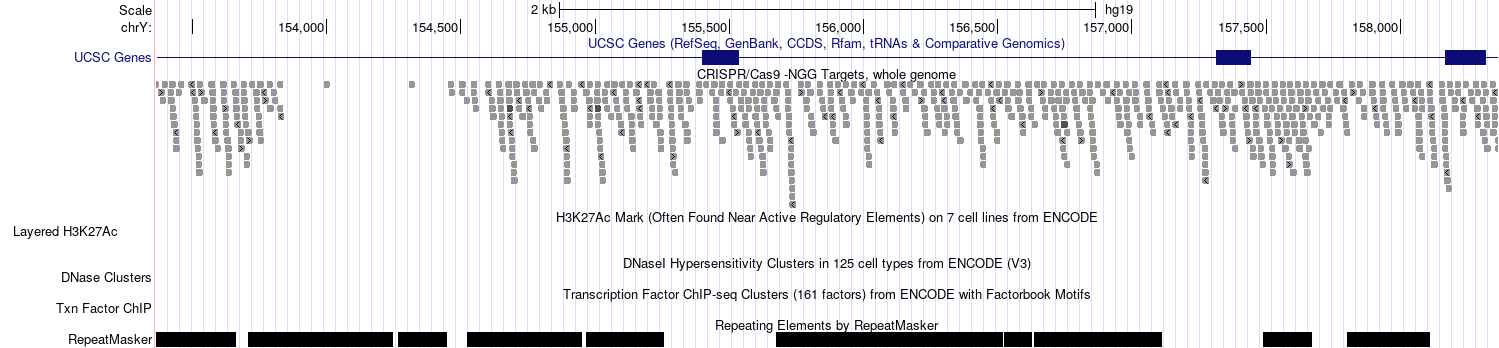 Scale 2 kb hg19
chrY: 154,000 154,500 155,000 155,500 156,000 156,500 157,000 157,500 158,000
UCSC Genes (RefSeq, GenBank, CCDS, Rfam, tRNAs & Comparative Genomics)
UCSC Genes
CRISPR/Cas9 -NGG Targets, whole genome
H3K27Ac Mark (Often Found Near Active Regulatory Elements) on 7 cell lines from ENCODE
Layered H3K27Ac
DNaseI Hypersensitivity Clusters in 125 cell types from ENCODE (V3)
DNase Clusters
Transcription Factor ChIP-seq Clusters (161 factors) from ENCODE with Factorbook Motifs
Txn Factor ChIP
Repeating Elements by RepeatMasker
RepeatMasker